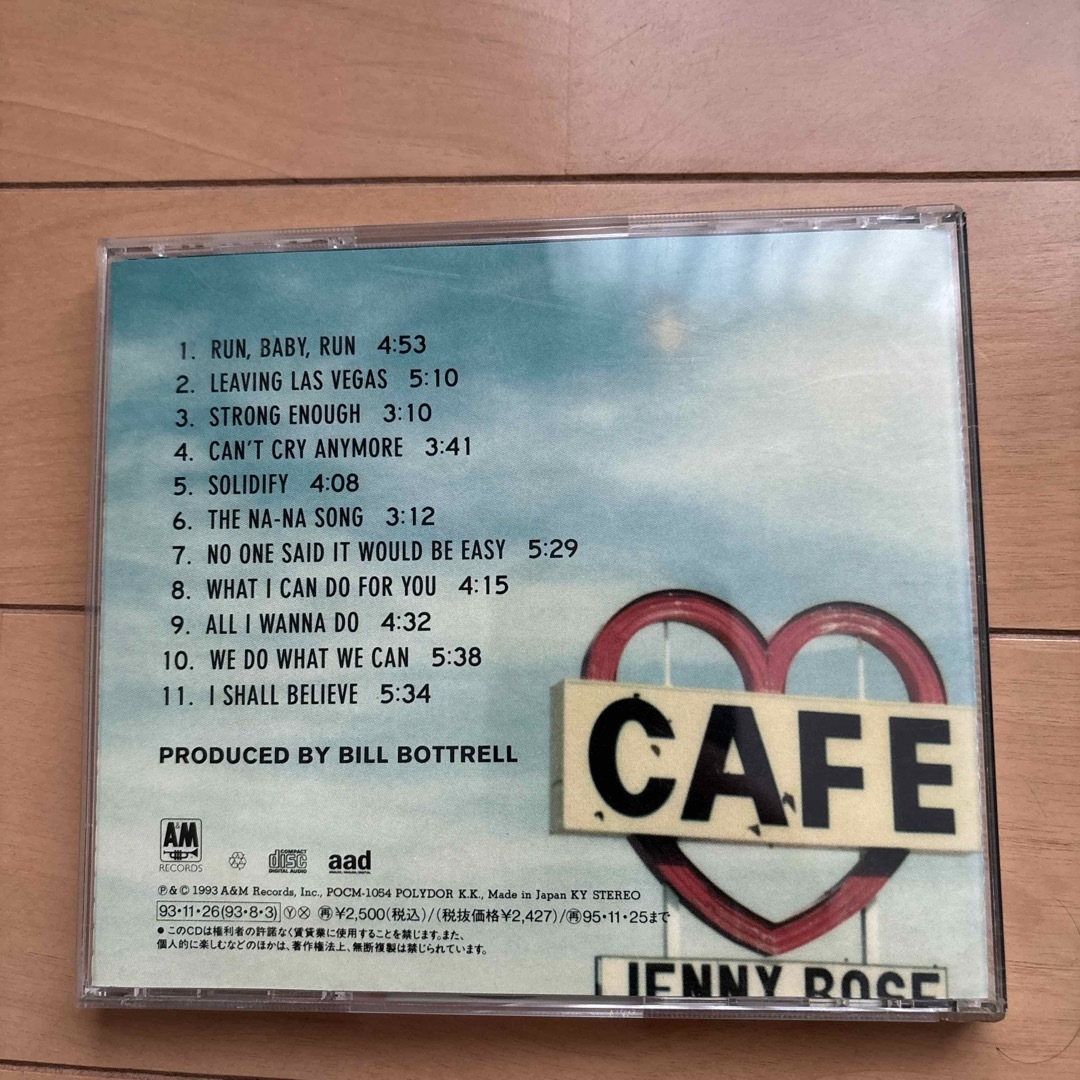 1. RUN, BABY, RUN 4:53
2. LEAVING LAS VEGAS 5:10
3. STRONG ENOUGH 3:10
4. CAN'T CRY ANYMORE 3:41
5. SOLIDIFY 4:08
6. THE NA-NA SONG 3:12
7. NO ONE SAID IT WOULD BE EASY 5:29
8. WHAT I CAN DO FOR YOU 4:15
9. ALL I WANNA DO 4:32
10. WE DO WHAT WE CAN 5:38
11. I SHALL BELIEVE 5:34
PRODUCED BY BILL BOTTRELL
CAFE
JENNY ROSE
A&M
RECORDS
COMPACT
disc
DIGITAL AUDIO
aad
ANALOG, ANALOG, DIGITAL
Ⓟ & © 1993 A&M Records, Inc., POCM-1054 POLYDOR K.K., Made in Japan KY STEREO
93・11・26(93・8・3) Ⓨ Ⓧ 再¥2,500(税込)/(税抜価格¥2,427)/再95・11・25まで
● このCDは権利者の許諾なく賃貸業に使用することを禁じます。また、
個人的に楽しむなどのほかは、著作権法上、無断複製は禁じられています。